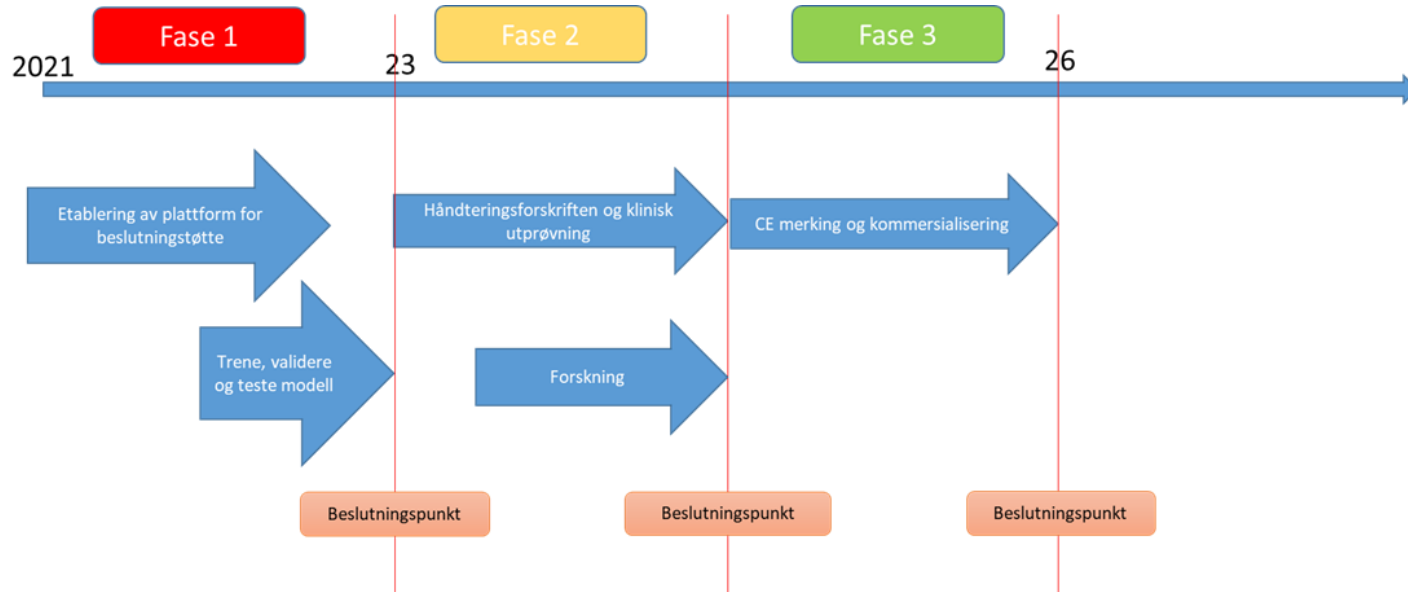 Fase 1
Fase 2
Fase 3
2021
23
26
Etablering av plattform for
beslutningstøtte
Håndteringsforskriften og klinisk
utprøvning
CE merking og kommersialisering
Trene, validere
og teste modell
Forskning
Beslutningspunkt
Beslutningspunkt
Beslutningspunkt